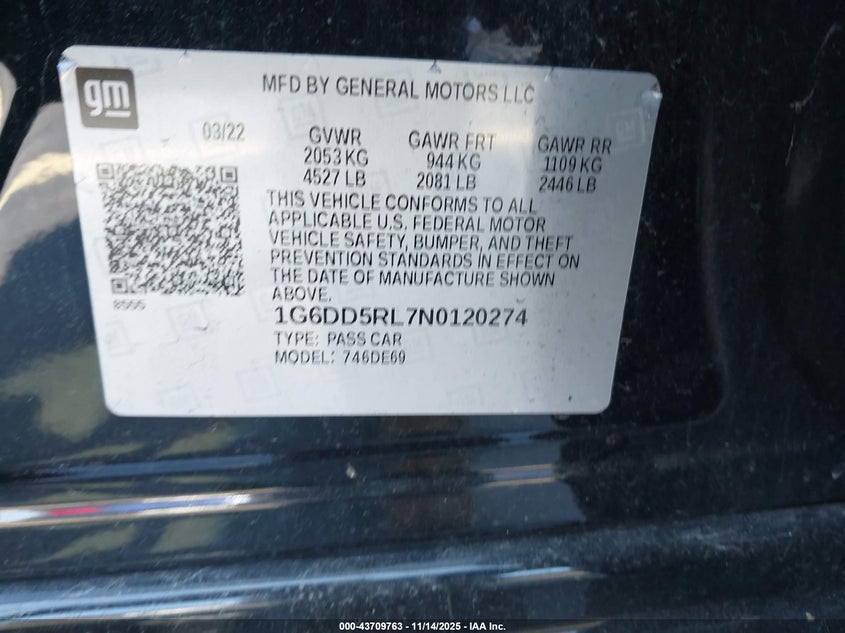 gm
MFD BY GENERAL MOTORS LLC
03/22
GVWR GAWR FRT GAWR RR
2053 KG 944 KG 1109 KG
4527 LB 2081 LB 2446 LB
THIS VEHICLE CONFORMS TO ALL
APPLICABLE U.S. FEDERAL MOTOR
VEHICLE SAFETY, BUMPER, AND THEFT
PREVENTION STANDARDS IN EFFECT ON
THE DATE OF MANUFACTURE SHOWN
ABOVE.
8555
1G6DD5RL7N0120274
TYPE: PASS CAR
MODEL: 746DE69
000-43709763 - 11/14/2025 - IAA Inc.